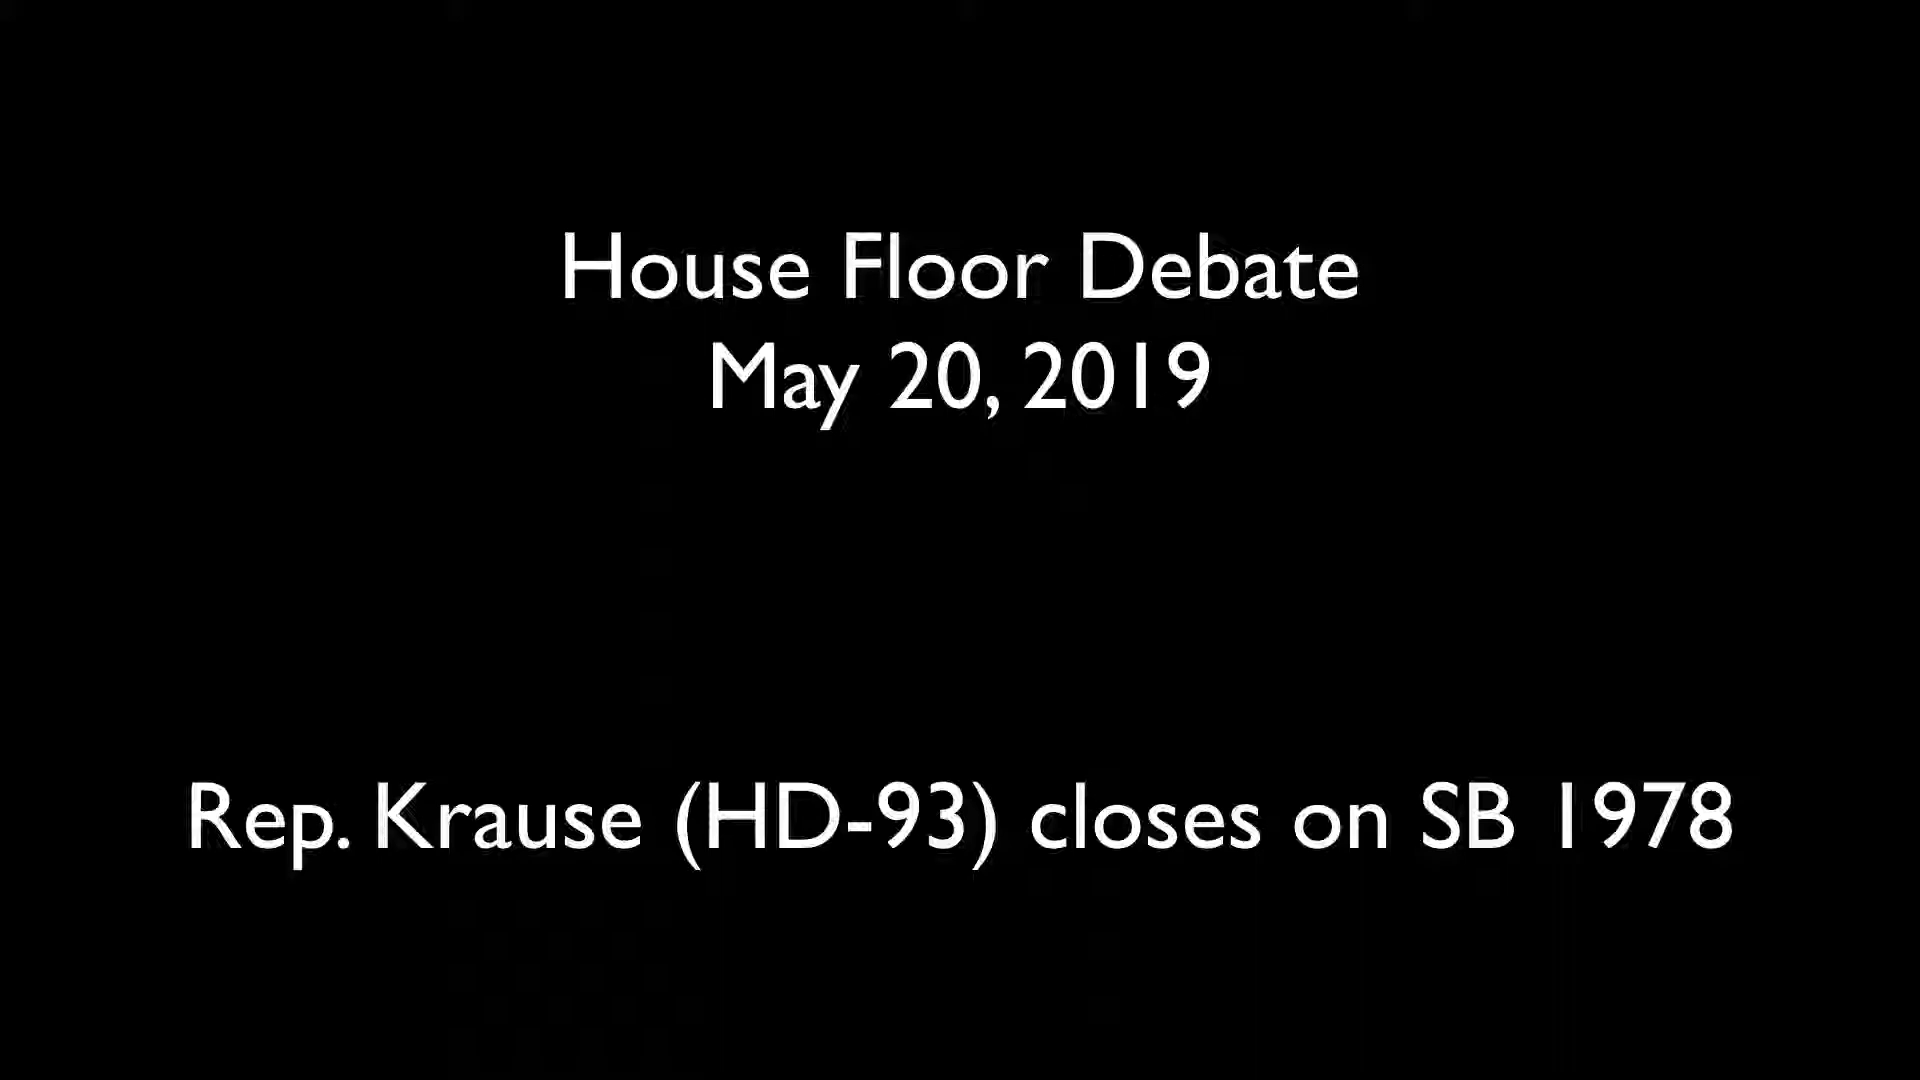 House Floor Debate
May 20, 2019
Rep. Krause (HD-93) closes on SB 1978